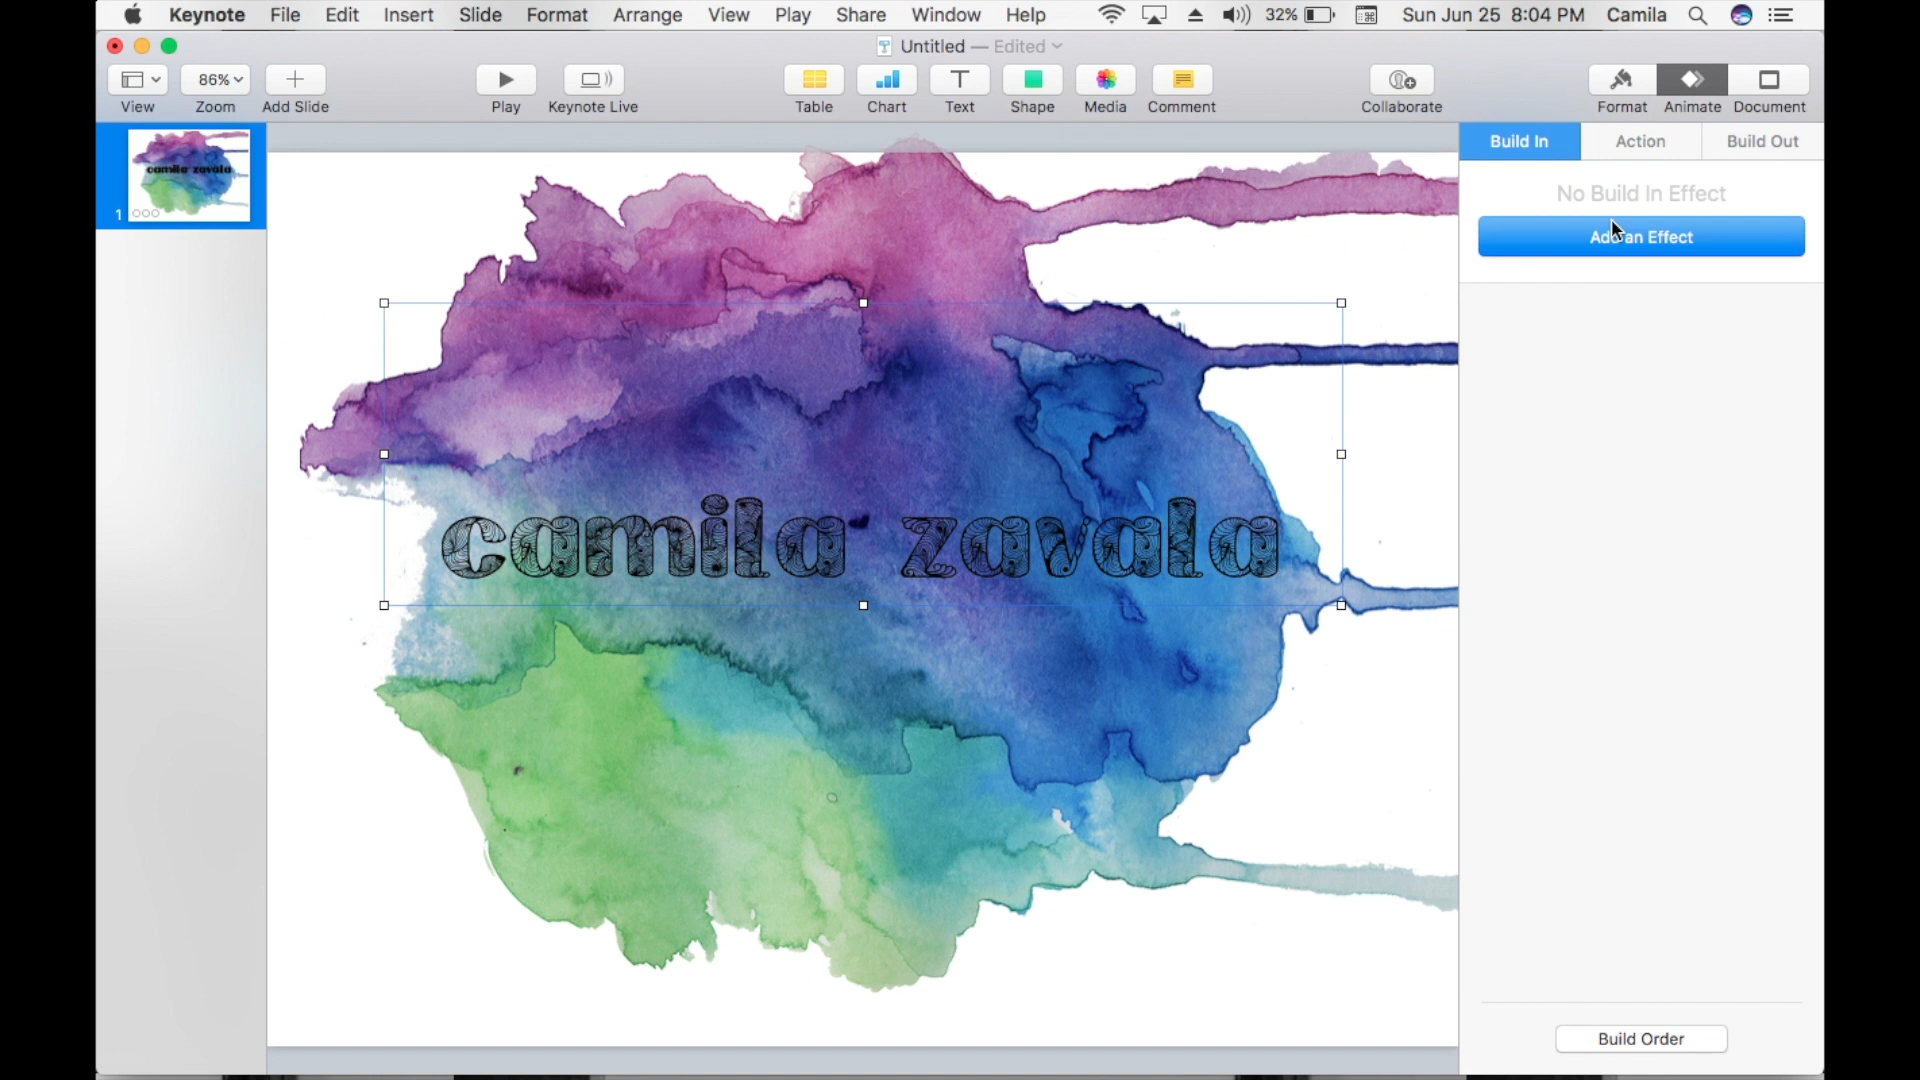 Keynote File Edit Insert Slide Format Arrange View Play Share Window Help 32% Sun Jun 25 8:04 PM Camila
Untitled — Edited
86%
View Zoom Add Slide Play Keynote Live Table Chart Text Shape Media Comment Collaborate Format Animate Document
Build In Action Build Out
No Build In Effect
Add an Effect
camila zavala
1
camila zavala
Build Order